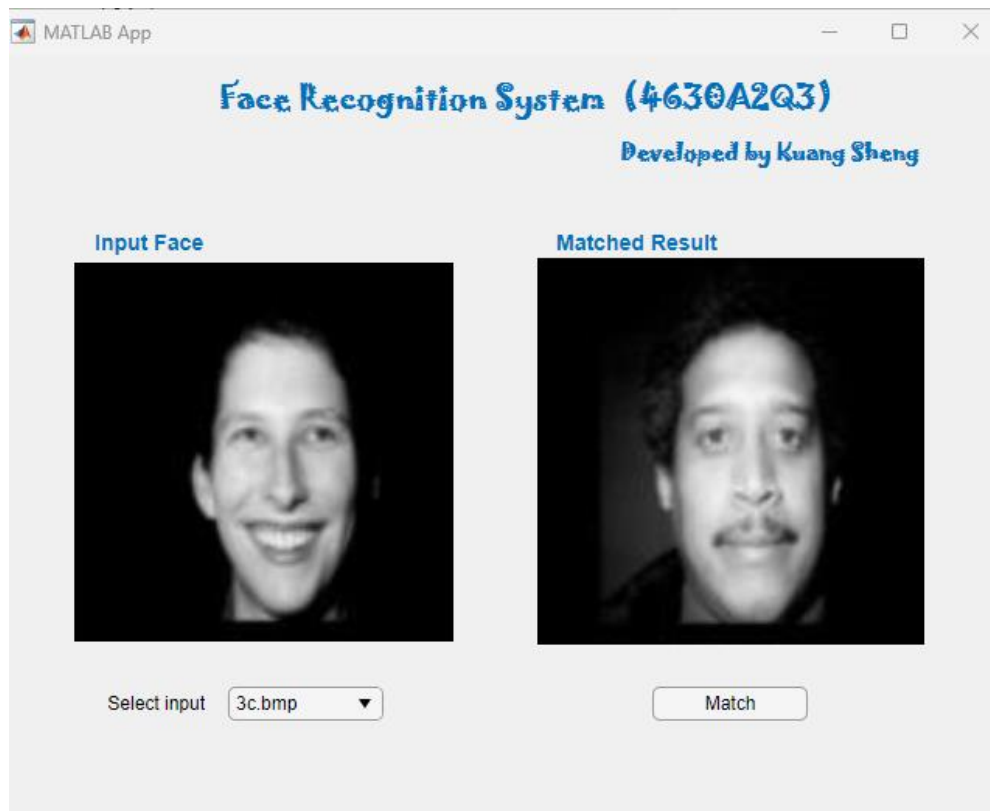 MATLAB App
Face Recognition System (4630A2Q3)
Developed by Kuang Sheng
Input Face
Matched Result
Select input
3c.bmp
Match